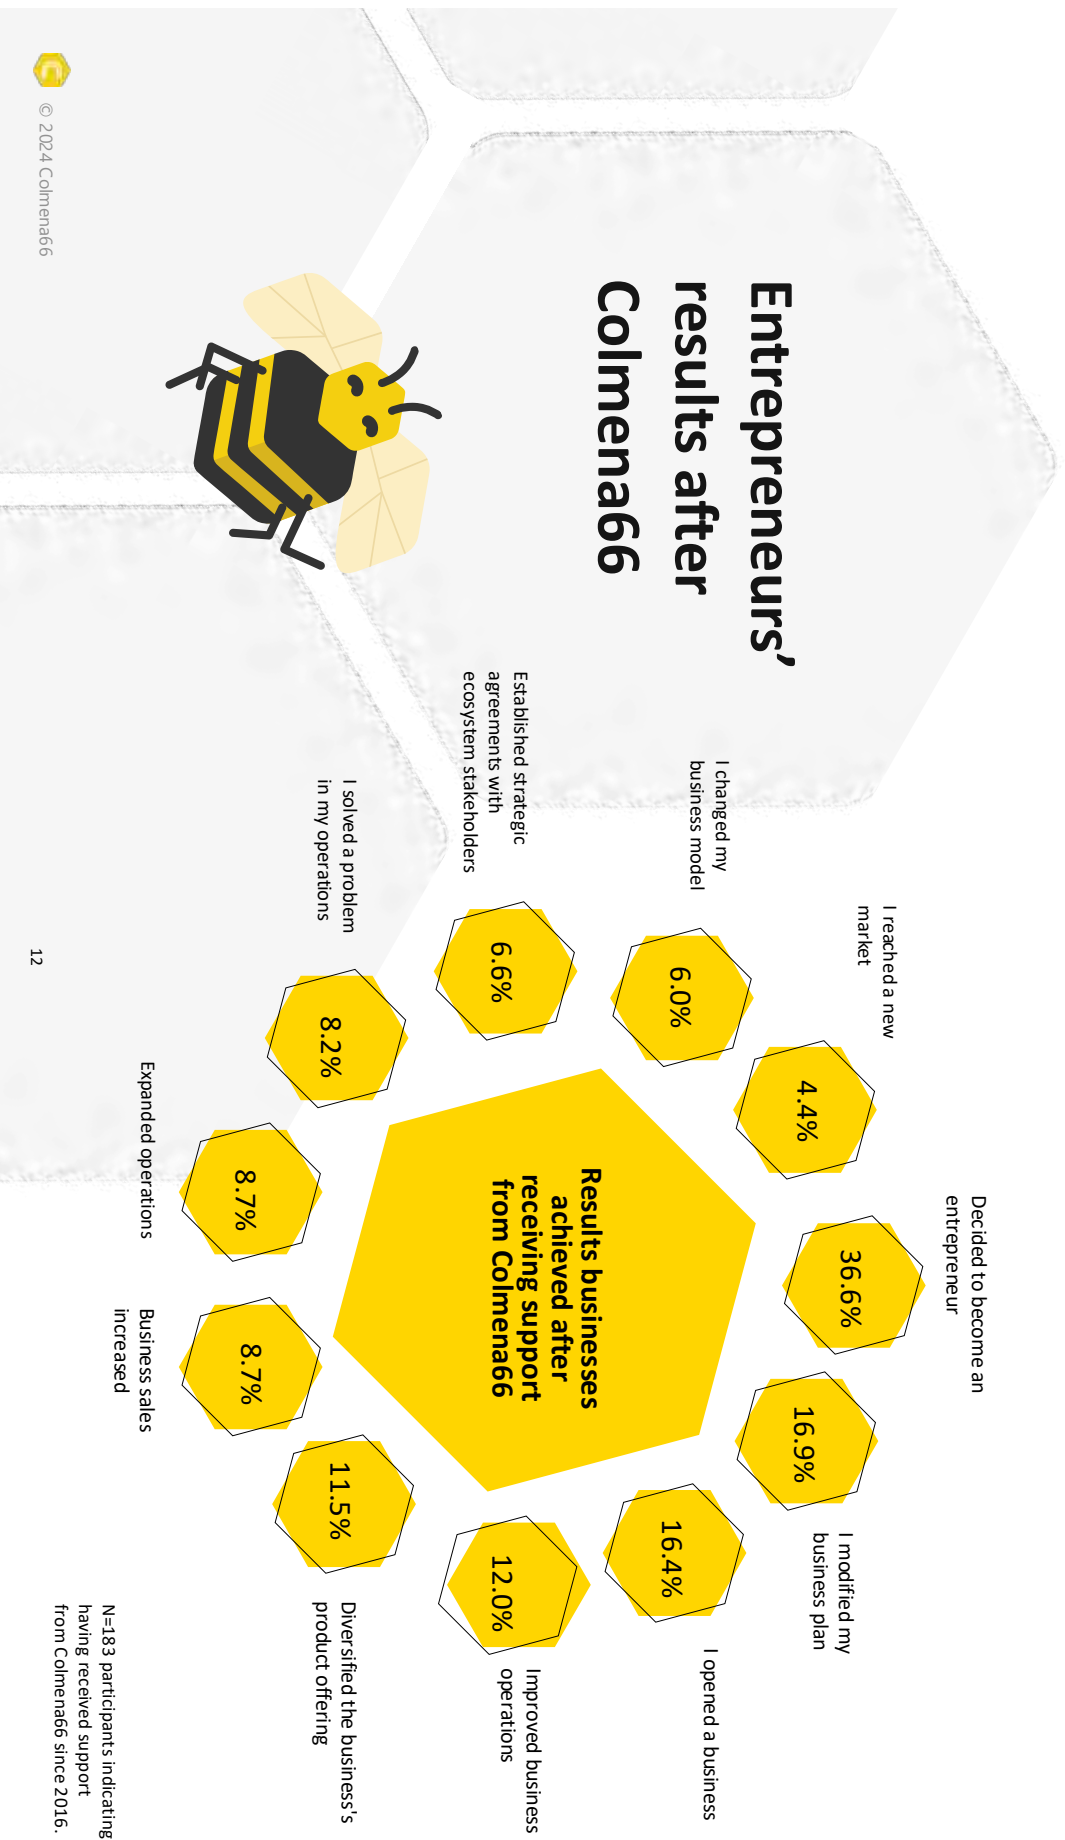 Entrepreneurs’
results after
Colmena66
Decided to become an
entrepreneur
36.6%
I modified my
business plan
16.9%
I opened a business
16.4%
Improved business
operations
12.0%
Diversified the business's
product offering
11.5%
Business sales
increased
8.7%
Expanded operations
8.7%
I solved a problem
in my operations
8.2%
Established strategic
agreements with
ecosystem stakeholders
6.6%
I changed my
business model
6.0%
I reached a new
market
4.4%
Results businesses
achieved after
receiving support
from Colmena66
N=183 participants indicating
having received support
from Colmena66 since 2016.
© 2024 Colmena66
12